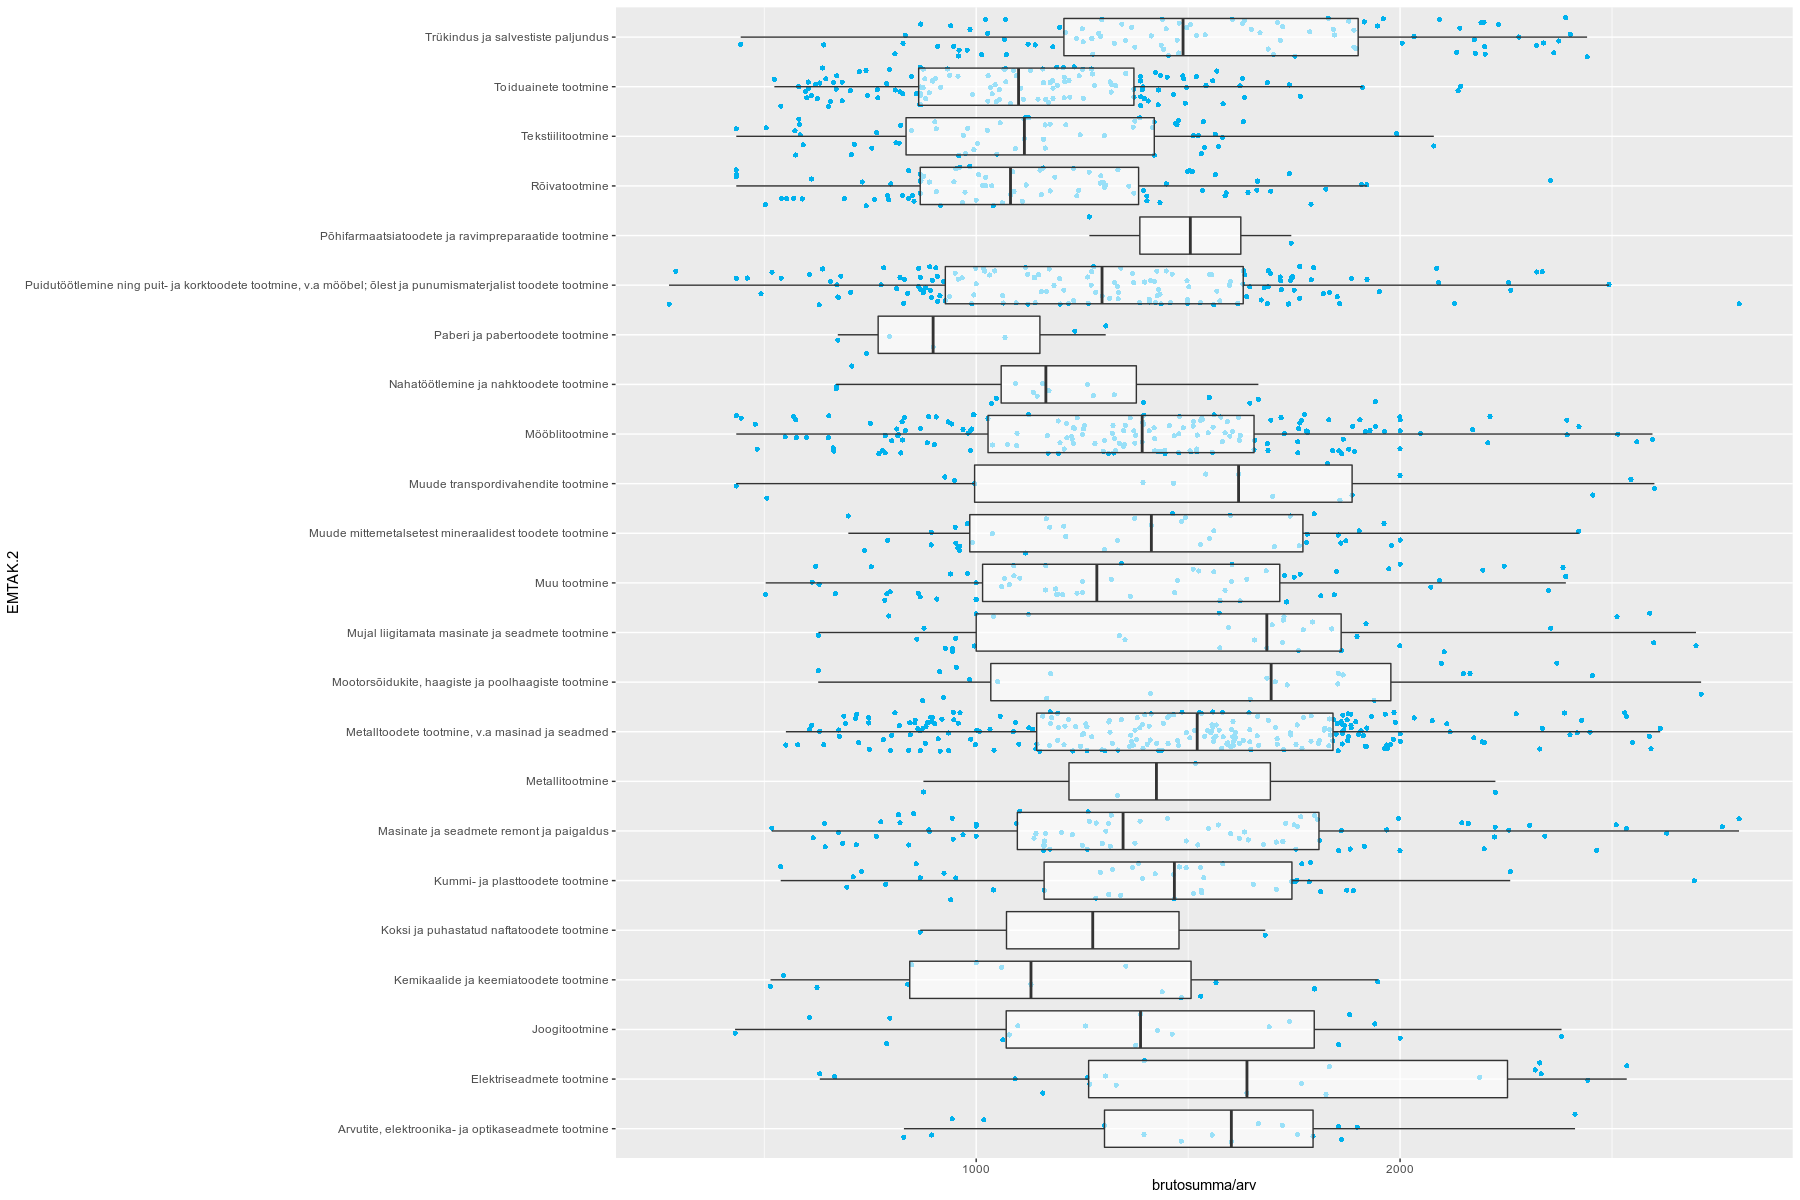 Trükindus ja salvestiste paljundus
Toiduainete tootmine
Tekstiilitootmine
Rõivatootmine
Põhifarmaatsiatoodete ja ravimpreparaatide tootmine
Puidutöötlemine ning puit- ja korktoodete tootmine, v.a mööbel; õlest ja punumismaterjalist toodete tootmine
Paberi ja pabertoodete tootmine
Nahatöötlemine ja nahktoodete tootmine
Mööblitootmine
Muude transpordivahendite tootmine
Muude mittemetalsetest mineraalidest toodete tootmine
Muu tootmine
Mujal liigitamata masinate ja seadmete tootmine
Mootorsõidukite, haagiste ja poolhaagiste tootmine
Metalltoodete tootmine, v.a masinad ja seadmed
Metallitootmine
Masinate ja seadmete remont ja paigaldus
Kummi- ja plasttoodete tootmine
Koksi ja puhastatud naftatoodete tootmine
Kemikaalide ja keemiatoodete tootmine
Joogitootmine
Elektriseadmete tootmine
Arvutite, elektroonika- ja optikaseadmete tootmine
EMTAK.2
1000 2000
brutosumma/arv